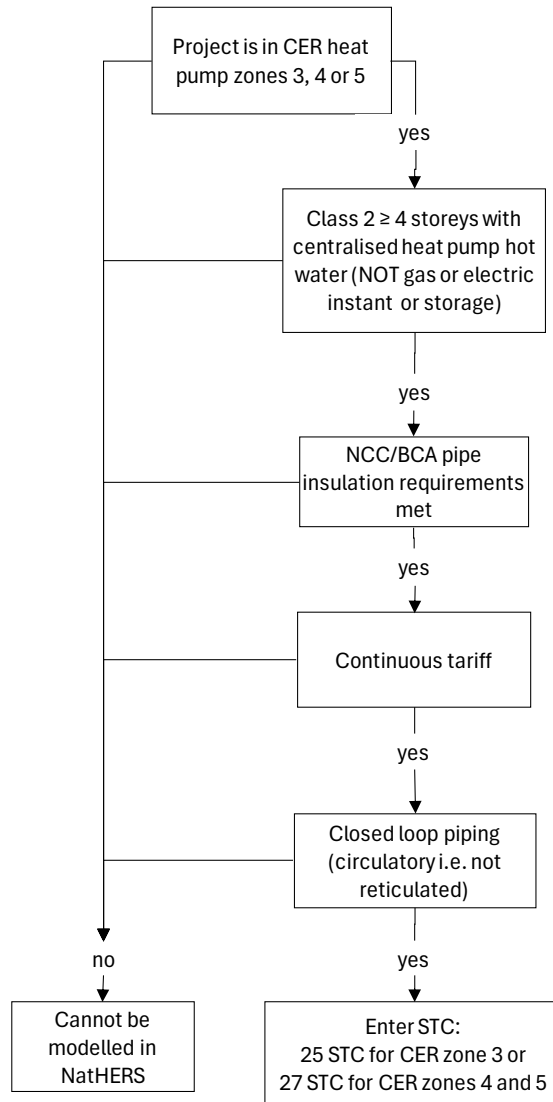 Project is in CER heat
pump zones 3, 4 or 5
yes
Class 2 ≥ 4 storeys with
centralised heat pump hot
water (NOT gas or electric
instant or storage)
yes
NCC/BCA pipe
insulation requirements
met
yes
Continuous tariff
yes
Closed loop piping
(circulatory i.e. not
reticulated)
no
yes
Cannot be
modelled in
NatHERS
Enter STC:
25 STC for CER zone 3 or
27 STC for CER zones 4 and 5